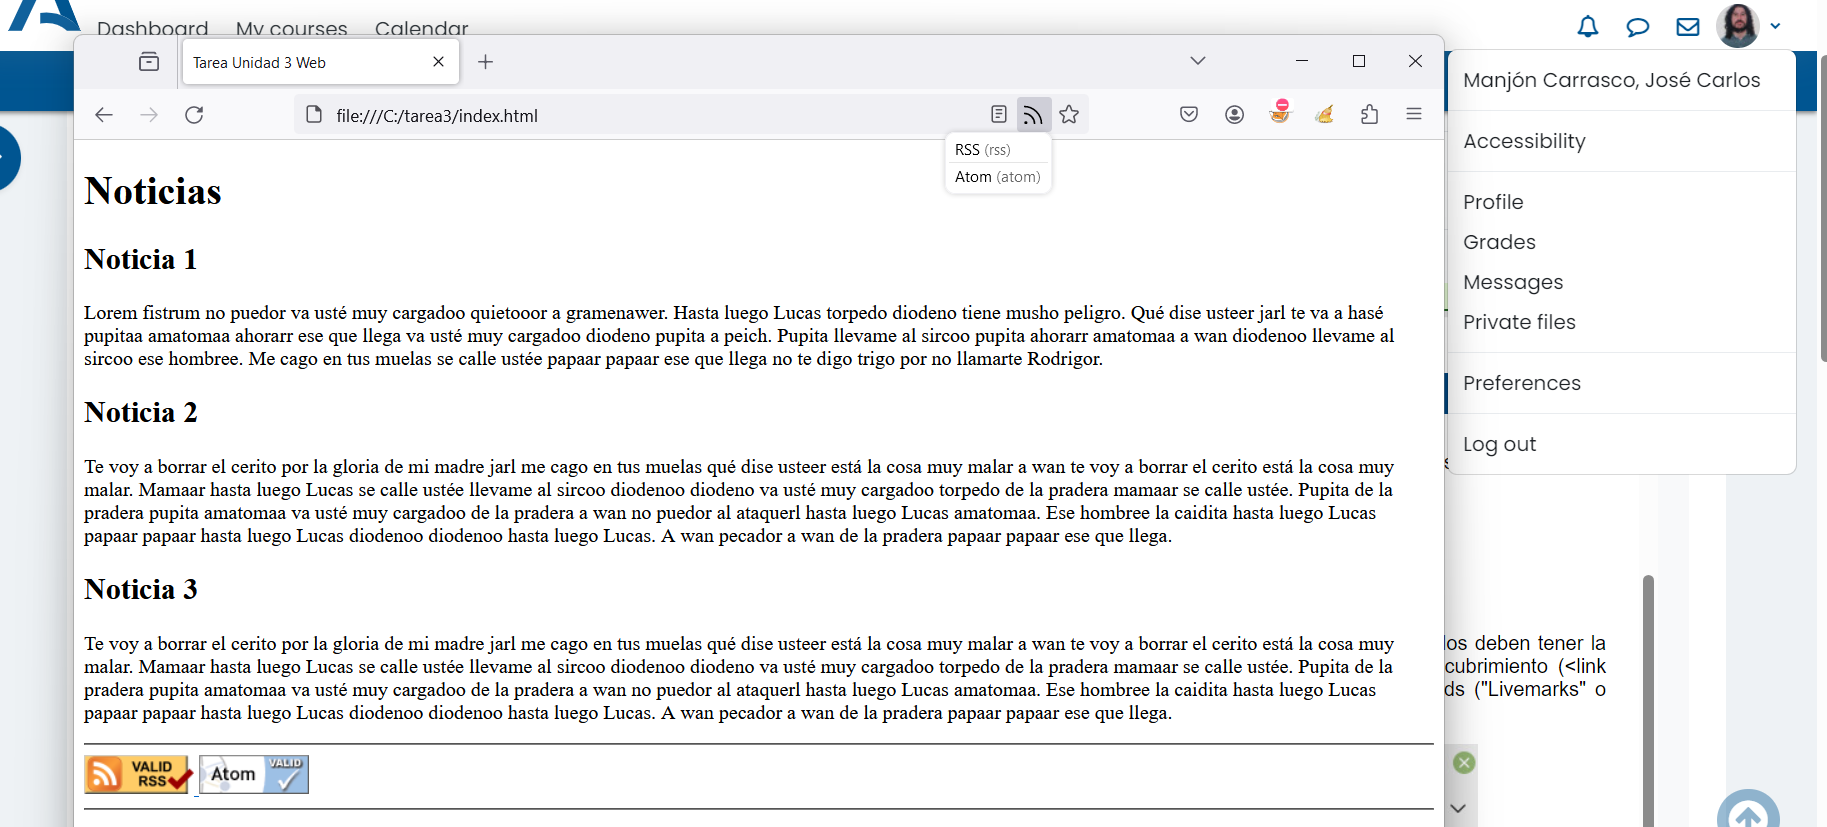 Dashboard My courses Calendar
Tarea Unidad 3 Web
file:///C:/tarea3/index.html
RSS (rss)
Atom (atom)
Noticias
Noticia 1
Lorem fistrum no puedor va usté muy cargadoo quietooor a gramenawer. Hasta luego Lucas torpedo diodeno tiene musho peligro. Qué dise usteer jarl te va a hasé
pupitaa amatomaa ahorarr ese que llega va usté muy cargadoo diodeno pupita a peich. Pupita llevame al sircoo pupita ahorarr amatomaa a wan diodenoo llevame al
sircoo ese hombree. Me cago en tus muelas se calle ustée papaar papaar ese que llega no te digo trigo por no llamarte Rodrigor.
Noticia 2
Te voy a borrar el cerito por la gloria de mi madre jarl me cago en tus muelas qué dise usteer está la cosa muy malar a wan te voy a borrar el cerito está la cosa muy
malar. Mamaar hasta luego Lucas se calle ustée llevame al sircoo diodenoo diodeno va usté muy cargadoo torpedo de la pradera mamaar se calle ustée. Pupita de la
pradera pupita amatomaa va usté muy cargadoo de la pradera a wan no puedor al ataquerl hasta luego Lucas amatomaa. Ese hombree la caidita hasta luego Lucas
papaar papaar hasta luego Lucas diodenoo diodenoo hasta luego Lucas. A wan pecador a wan de la pradera papaar papaar ese que llega.
Noticia 3
Te voy a borrar el cerito por la gloria de mi madre jarl me cago en tus muelas qué dise usteer está la cosa muy malar a wan te voy a borrar el cerito está la cosa muy
malar. Mamaar hasta luego Lucas se calle ustée llevame al sircoo diodenoo diodeno va usté muy cargadoo torpedo de la pradera mamaar se calle ustée. Pupita de la
pradera pupita amatomaa va usté muy cargadoo de la pradera a wan no puedor al ataquerl hasta luego Lucas amatomaa. Ese hombree la caidita hasta luego Lucas
papaar papaar hasta luego Lucas diodenoo diodenoo hasta luego Lucas. A wan pecador a wan de la pradera papaar papaar ese que llega.
VALID RSS
Atom VALID
Manjón Carrasco, José Carlos
Accessibility
Profile
Grades
Messages
Private files
Preferences
Log out
los deben tener la
cubrimiento (<link
ds ("Livemarks" o